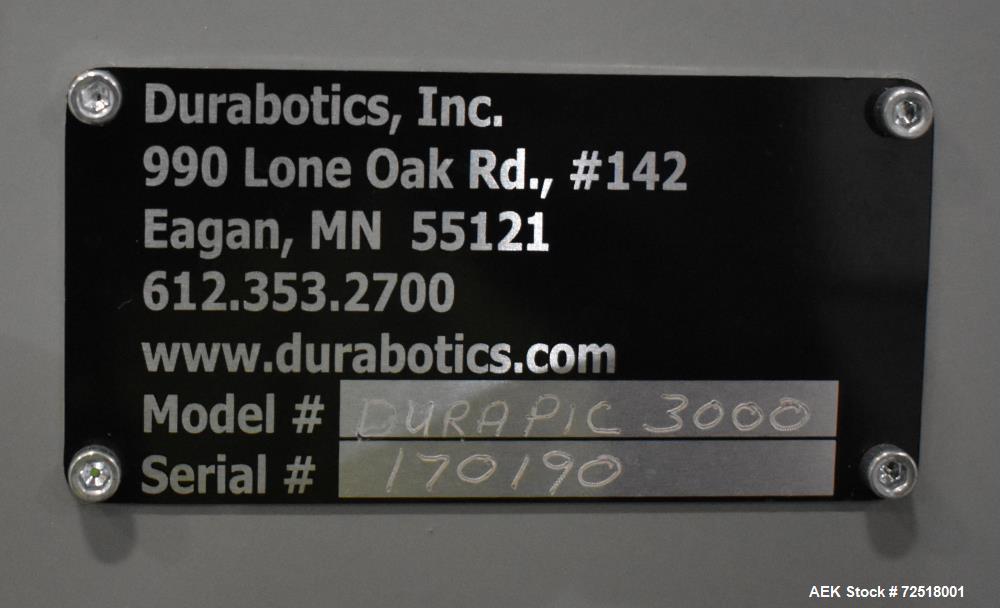 Durabotics, Inc.
990 Lone Oak Rd., #142
Eagan, MN 55121
612.353.2700
www.durabotics.com
Model # DURAPIC 3000
Serial # 170190
AEK Stock # 72518001